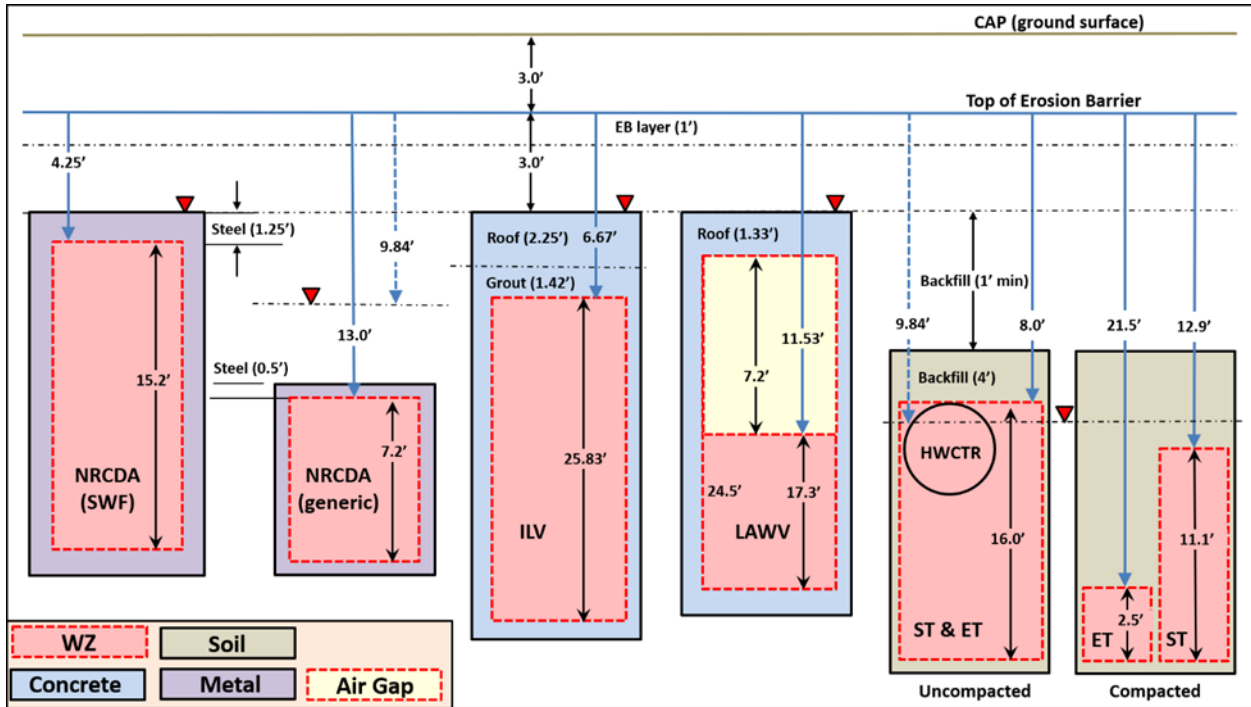 CAP (ground surface)
3.0’
Top of Erosion Barrier
EB layer (1’)
4.25’
3.0’
Steel (1.25’)
9.84’
Roof (2.25’)
6.67’
Roof (1.33’)
Grout (1.42’)
Backfill (1’ min)
13.0’
11.53’
9.84’
8.0’
21.5’
12.9’
Steel (0.5’)
15.2’
7.2’
Backfill (4’)
7.2’
25.83’
HWCTR
NRCDA
(SWF)
NRCDA
(generic)
24.5’
17.3’
ILV
LAWV
16.0’
11.1’
2.5’
ST & ET
ET
ST
WZ
Soil
Concrete
Metal
Air Gap
Uncompacted
Compacted